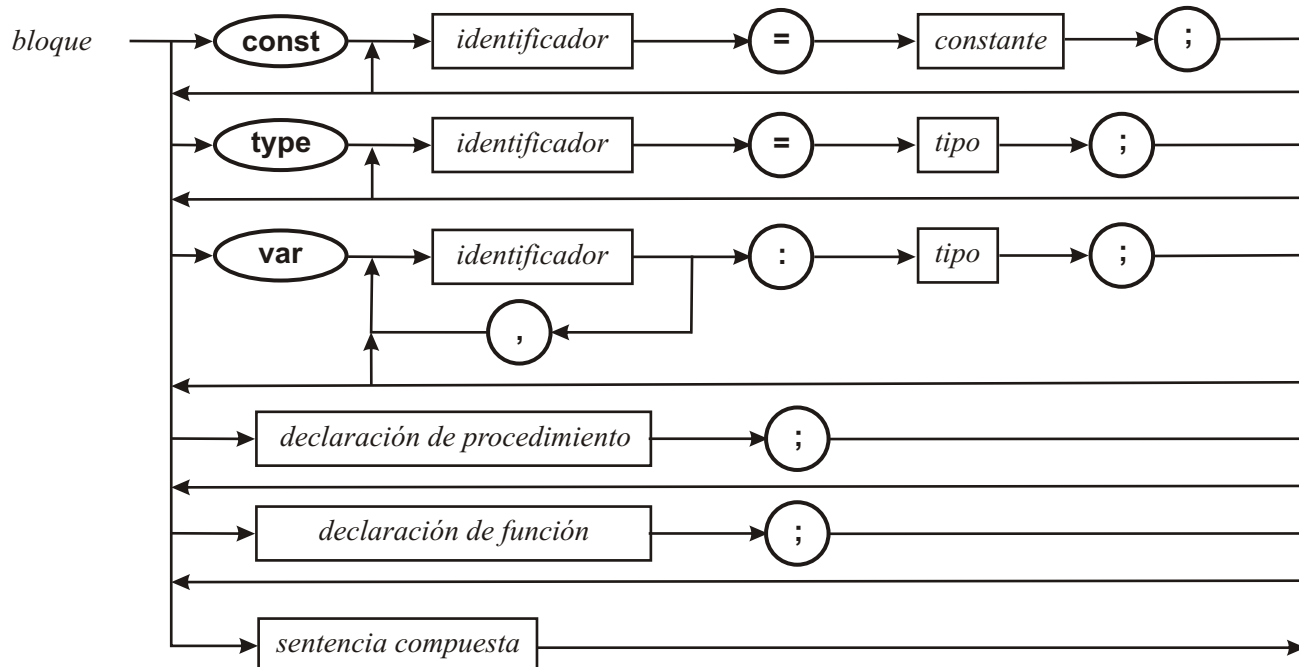 bloque const identificador = constante ;
type identificador = tipo ;
var identificador : tipo ;
,
declaración de procedimiento ;
declaración de función ;
sentencia compuesta